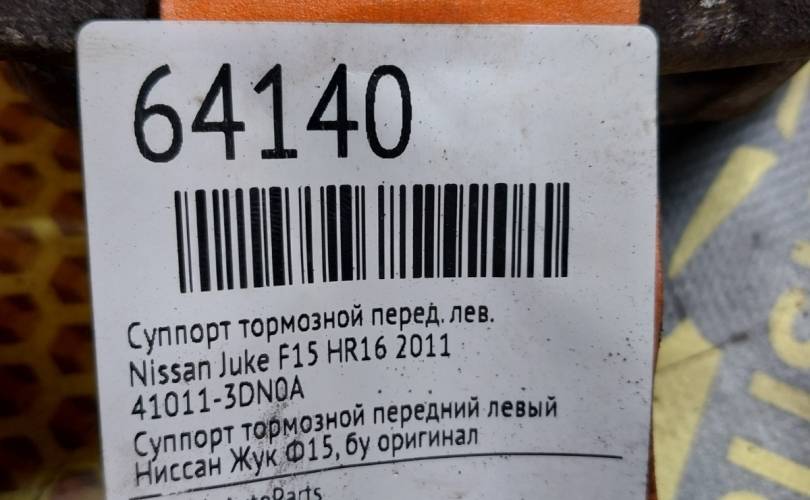 64140
Суппорт тормозной перед. лев.
Nissan Juke F15 HR16 2011
41011-3DN0A
Суппорт тормозной передний левый
Ниссан Жук Ф15, бу оригинал